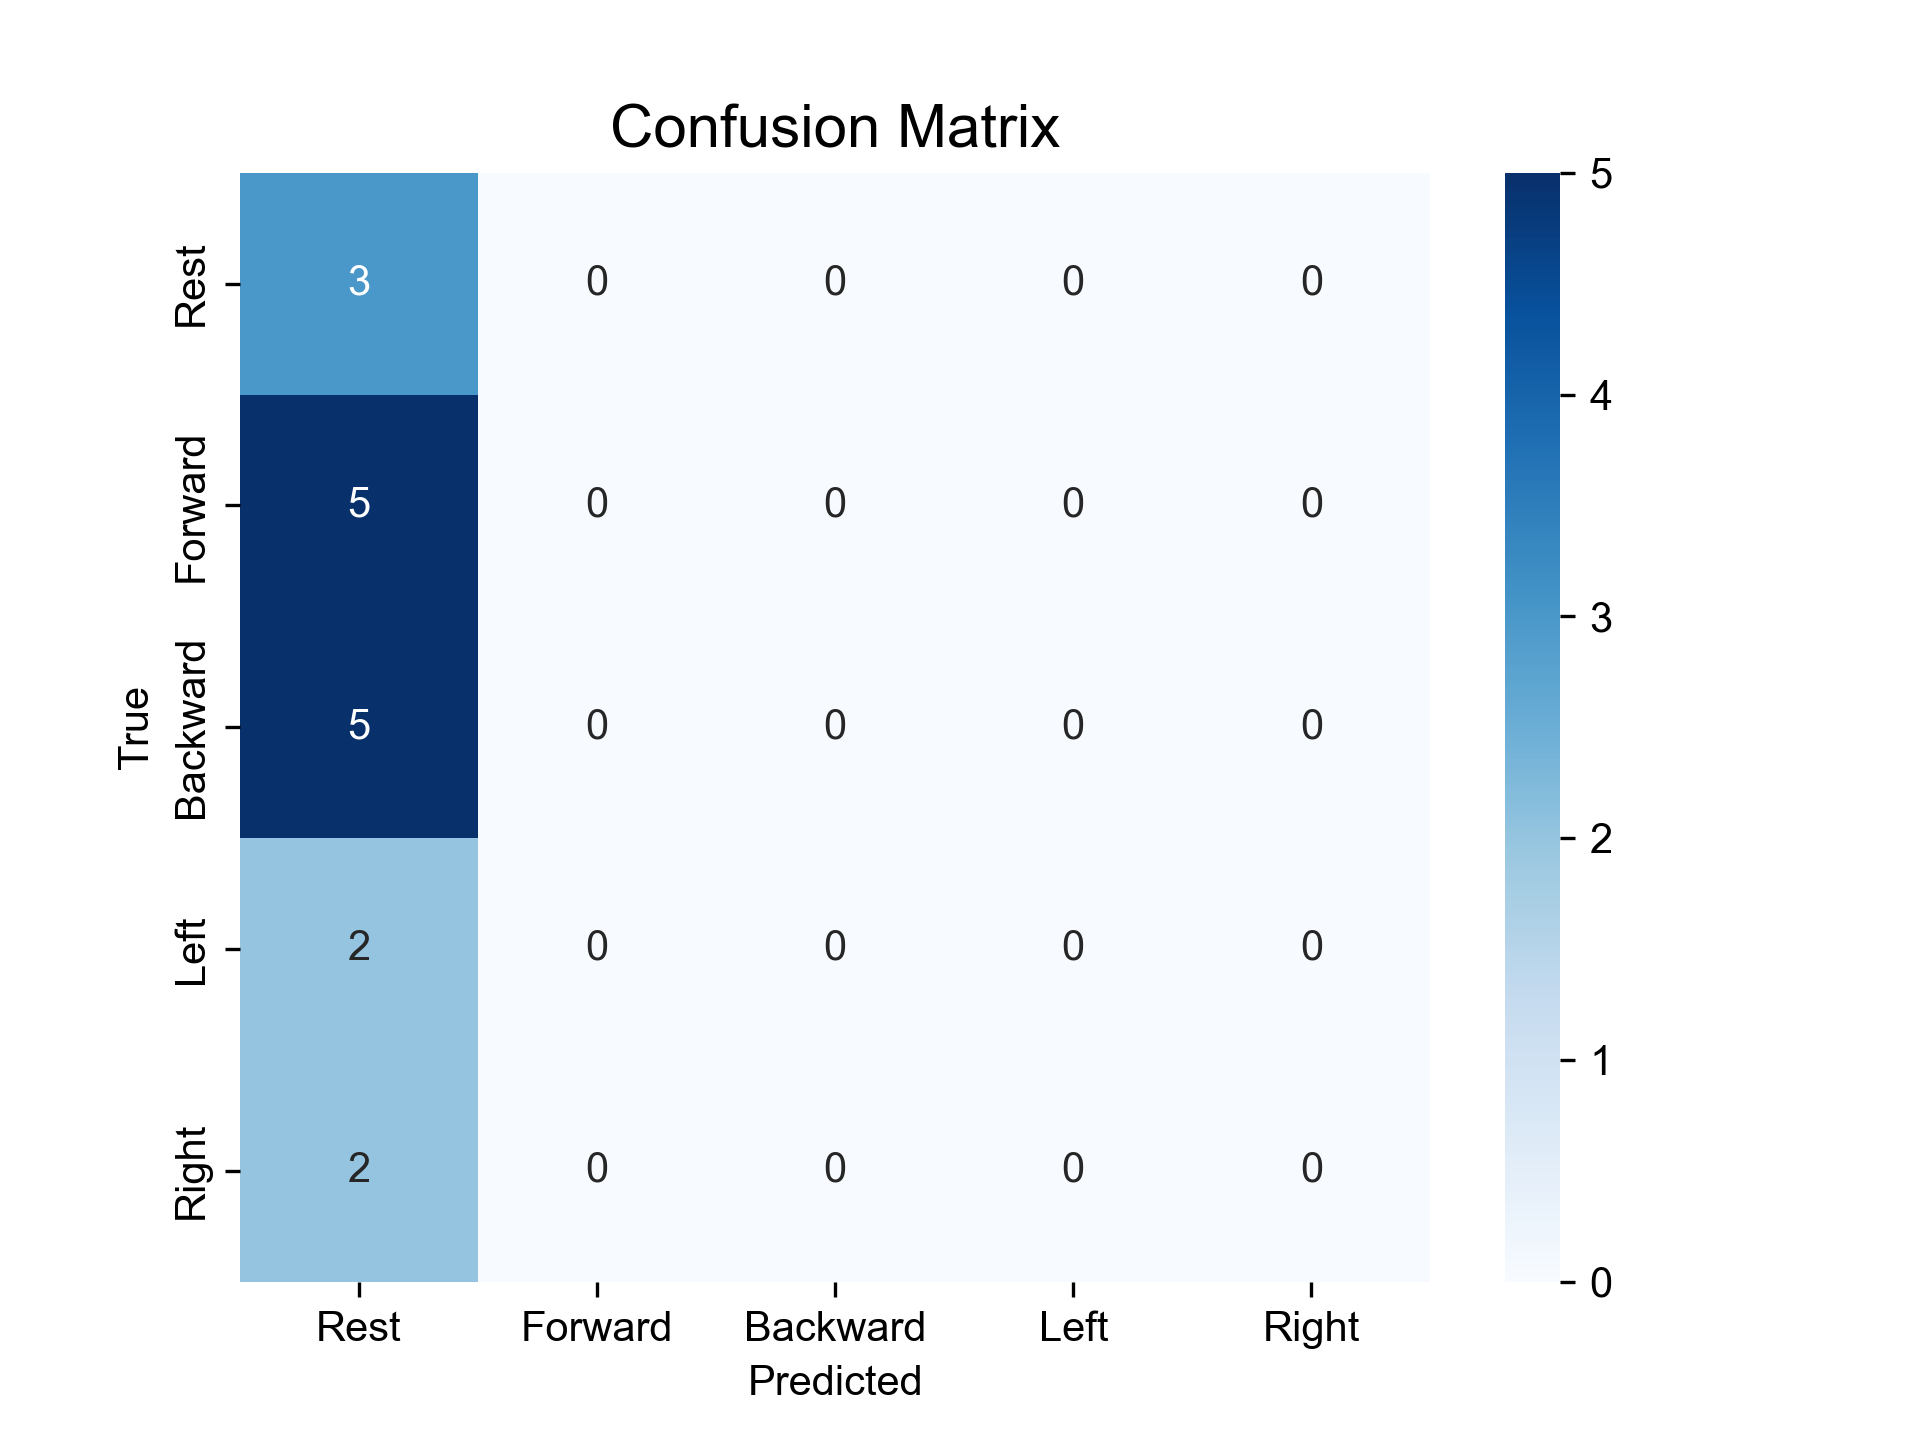 Confusion Matrix
True
Rest 3 0 0 0 0
Forward 5 0 0 0 0
Backward 5 0 0 0 0
Left 2 0 0 0 0
Right 2 0 0 0 0
Rest Forward Backward Left Right
Predicted
5
4
3
2
1
0